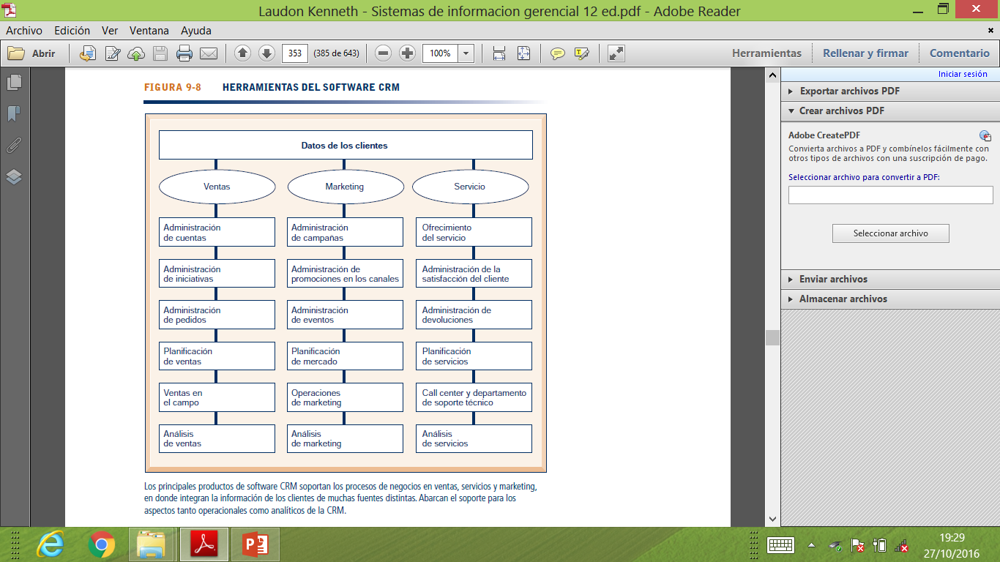 Laudon Kenneth - Sistemas de informacion gerencial 12 ed.pdf - Adobe Reader
Archivo Edición Ver Ventana Ayuda
Abrir 353 (385 de 643) 100% Herramientas Rellenar y firmar Comentario
FIGURA 9-8 HERRAMIENTAS DEL SOFTWARE CRM
Datos de los clientes
Ventas
Administración
de cuentas
Administración
de iniciativas
Administración
de pedidos
Planificación
de ventas
Ventas en
el campo
Análisis
de ventas
Marketing
Administración
de campañas
Administración de
promociones en los canales
Administración
de eventos
Planificación
de mercado
Operaciones
de marketing
Análisis
de marketing
Servicio
Ofrecimiento
del servicio
Administración de la
satisfacción del cliente
Administración de
devoluciones
Planificación
de servicios
Call center y departamento
de soporte técnico
Análisis
de servicios
Los principales productos de software CRM soportan los procesos de negocios en ventas, servicios y marketing,
en donde integran la información de los clientes de muchas fuentes distintas. Abarcan el soporte para los
aspectos tanto operacionales como analíticos de la CRM.
Iniciar sesión
Exportar archivos PDF
Crear archivos PDF
Adobe CreatePDF
Convierta archivos a PDF y combínelos fácilmente con
otros tipos de archivos con una suscripción de pago.
Seleccionar archivo para convertir a PDF:
Seleccionar archivo
Enviar archivos
Almacenar archivos
19:29
27/10/2016